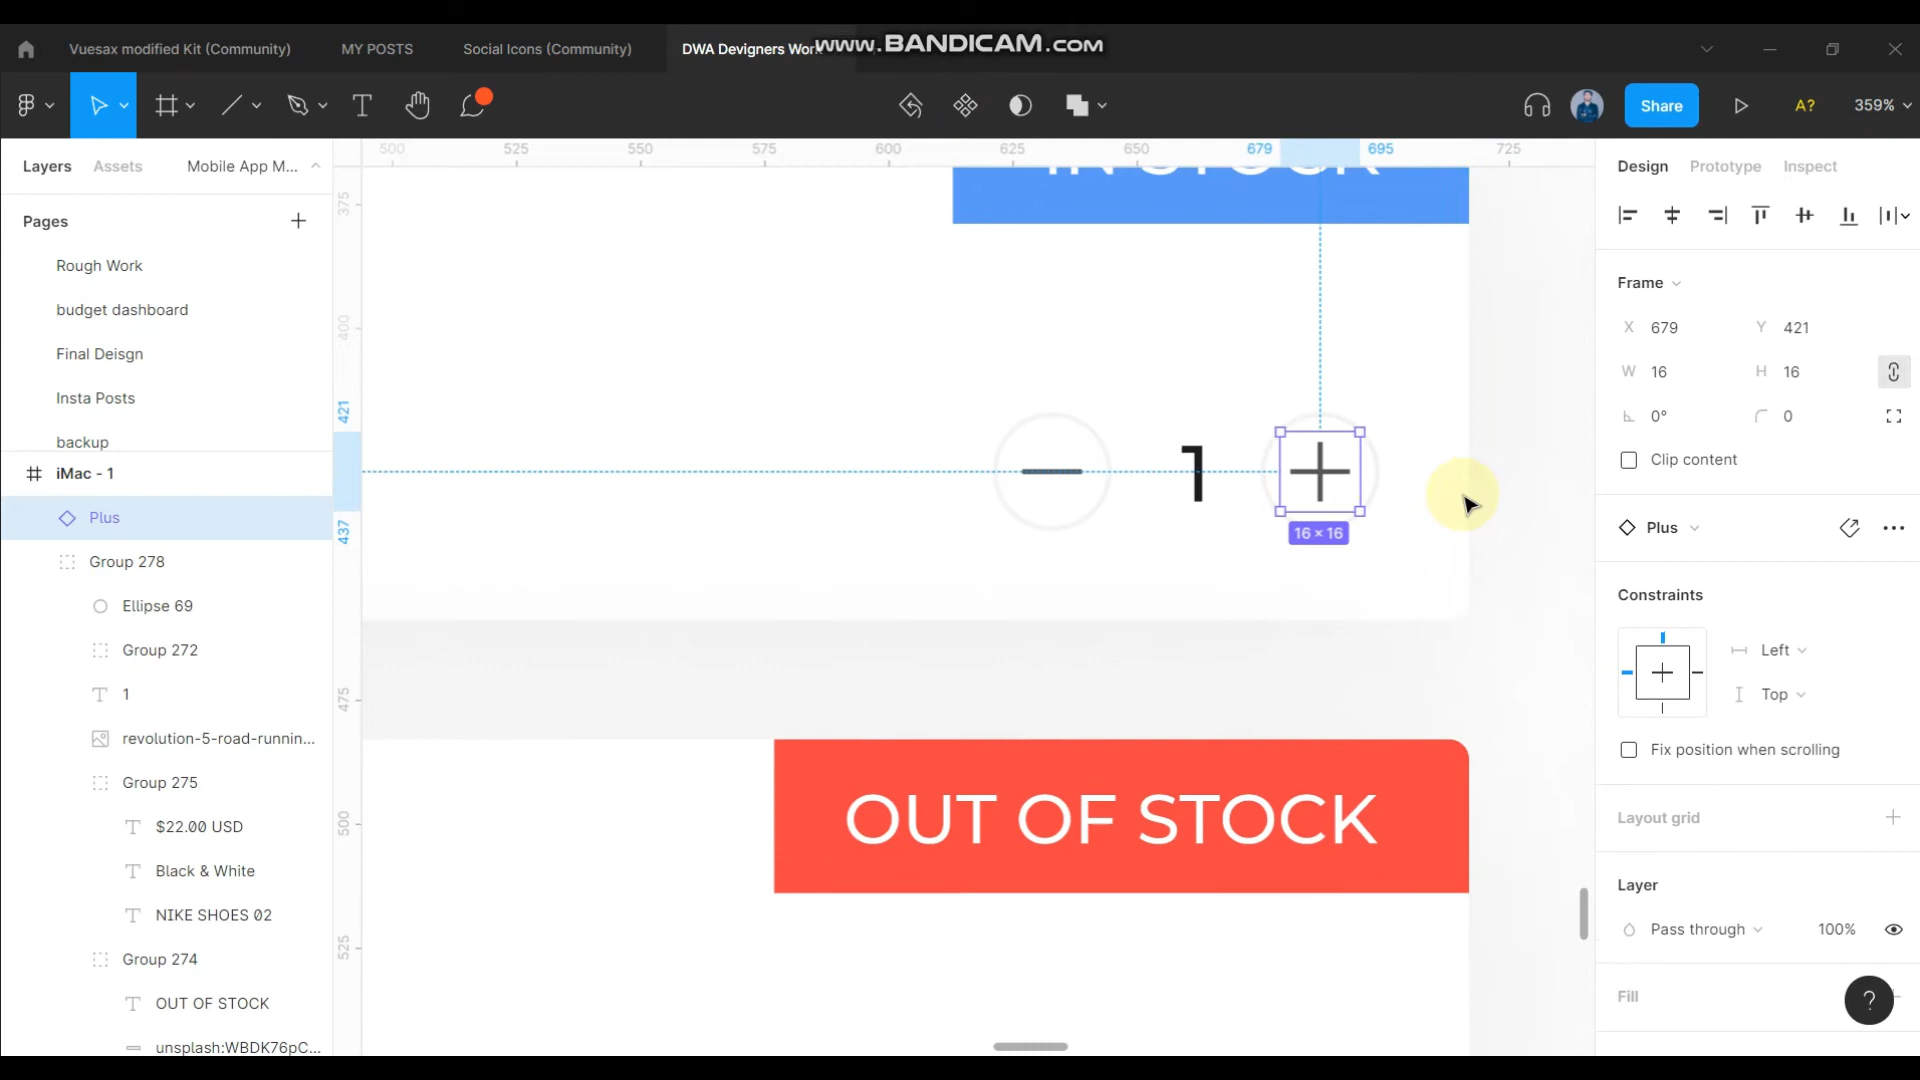 www.BANDICAM.com
Vuesax modified Kit (Community)
MY POSTS
Social Icons (Community)
DWA Devigners Wor
Share
A?
359%
Layers
Assets
Mobile App M...
Pages
Rough Work
budget dashboard
Final Deisgn
Insta Posts
backup
iMac - 1
Plus
Group 278
Ellipse 69
Group 272
1
revolution-5-road-runnin...
Group 275
$22.00 USD
Black & White
NIKE SHOES 02
Group 274
OUT OF STOCK
unsplash:WBDK76pC...
500
525
550
575
600
625
650
679
695
725
375
400
421
437
475
500
525
IN STOCK
1
16 × 16
OUT OF STOCK
Design
Prototype
Inspect
Frame
X 679
Y 421
W 16
H 16
0°
0
Clip content
Plus
Constraints
Left
Top
Fix position when scrolling
Layout grid
Layer
Pass through
100%
Fill
?